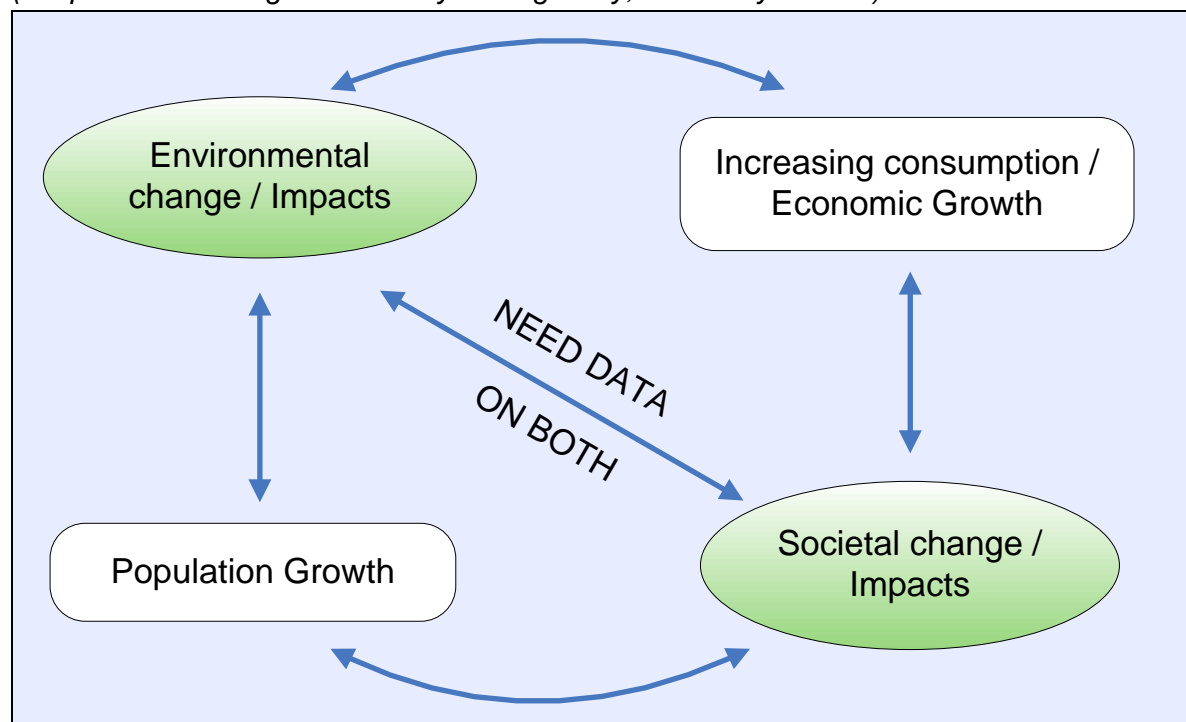 Environmental
change / Impacts
Increasing consumption /
Economic Growth
NEED DATA
ON BOTH
Population Growth
Societal change /
Impacts